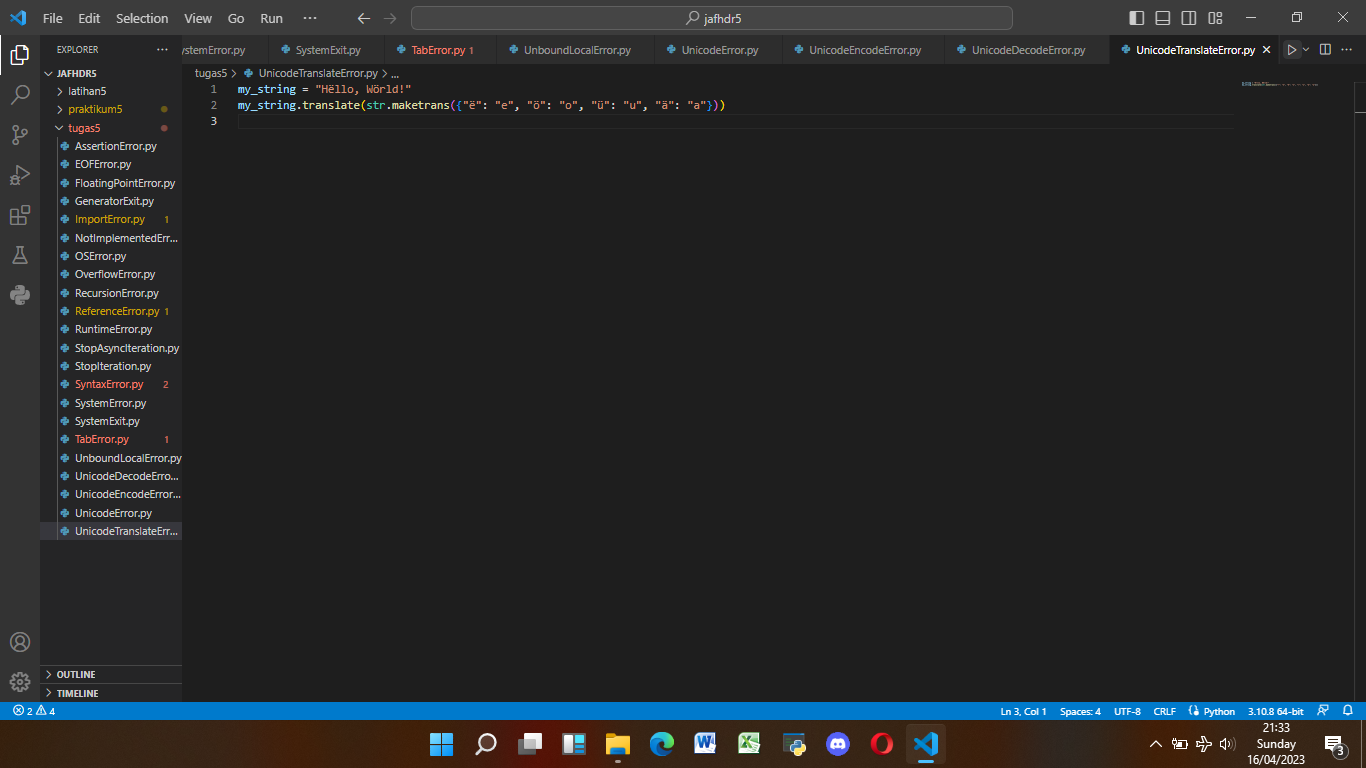 File Edit Selection View Go Run ···
jafhdr5
EXPLORER ···
JAFHDR5
latihan5
praktikum5
tugas5
AssertionError.py
EOFError.py
FloatingPointError.py
GeneratorExit.py
ImportError.py 1
NotImplementedErr...
OSError.py
OverflowError.py
RecursionError.py
ReferenceError.py 1
RuntimeError.py
StopAsyncIteration.py
StopIteration.py
SyntaxError.py 2
SystemError.py
SystemExit.py
TabError.py 1
UnboundLocalError.py
UnicodeDecodeErro...
UnicodeEncodeError...
UnicodeError.py
UnicodeTranslateErr...
OUTLINE
TIMELINE
ystemError.py SystemExit.py TabError.py 1 UnboundLocalError.py UnicodeError.py UnicodeEncodeError.py UnicodeDecodeError.py UnicodeTranslateError.py ···
tugas5 > UnicodeTranslateError.py > ...
1 my_string = "Hëllo, Wörld!"
2 my_string.translate(str.maketrans({"ë": "e", "ö": "o", "ü": "u", "ä": "a"}))
3
2 4 Ln 3, Col 1 Spaces: 4 UTF-8 CRLF Python 3.10.8 64-bit
21:33
Sunday
16/04/2023
3